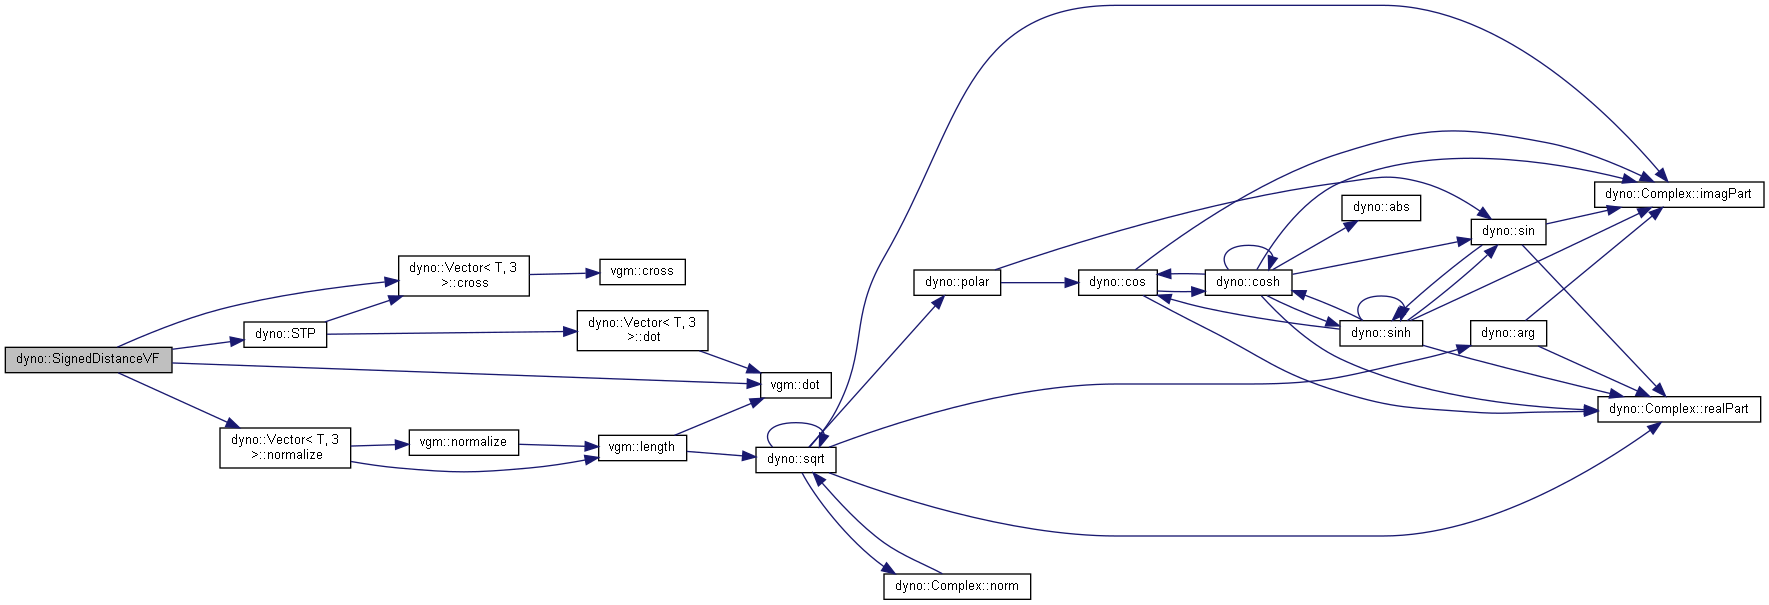 dyno::SignedDistanceVF
dyno::Vector< T, 3
>::cross
dyno::STP
dyno::Vector< T, 3
>::normalize
vgm::cross
dyno::Vector< T, 3
>::dot
vgm::normalize
vgm::length
vgm::dot
dyno::sqrt
dyno::polar
dyno::Complex::norm
dyno::cos
dyno::cosh
dyno::abs
dyno::sinh
dyno::sin
dyno::arg
dyno::Complex::imagPart
dyno::Complex::realPart